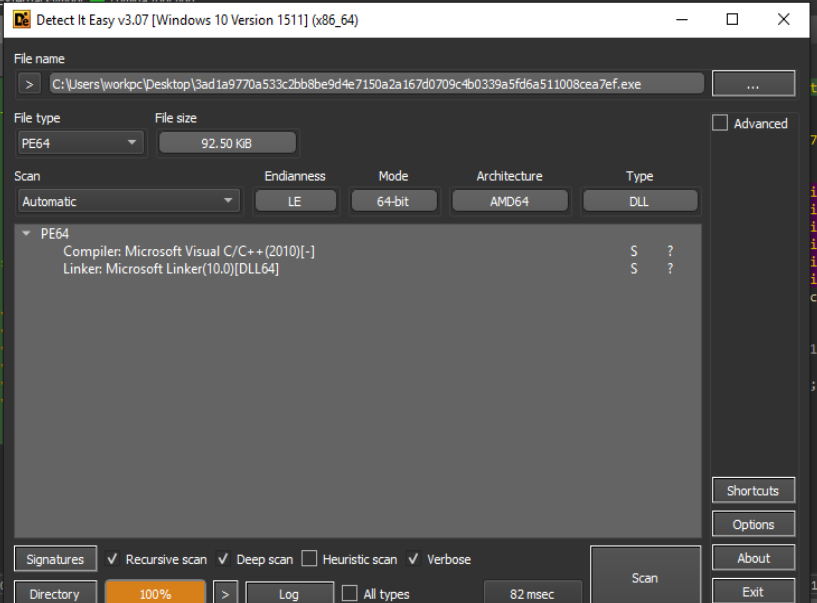 Detect It Easy v3.07 [Windows 10 Version 1511] (x86_64)
File name
> C:\Users\workpc\Desktop\3ad1a9770a533c2bb8be9d4e7150a2a167d0709c4b0339a5fd6a511008cea7ef.exe ...
File type File size Advanced
PE64 92.50 KiB
Scan Endianness Mode Architecture Type
Automatic LE 64-bit AMD64 DLL
PE64
Compiler: Microsoft Visual C/C++(2010)[-] S ?
Linker: Microsoft Linker(10.0)[DLL64] S ?
Shortcuts
Options
Signatures Recursive scan Deep scan Heuristic scan Verbose About
Scan
Directory 100% > Log All types 82 msec Exit